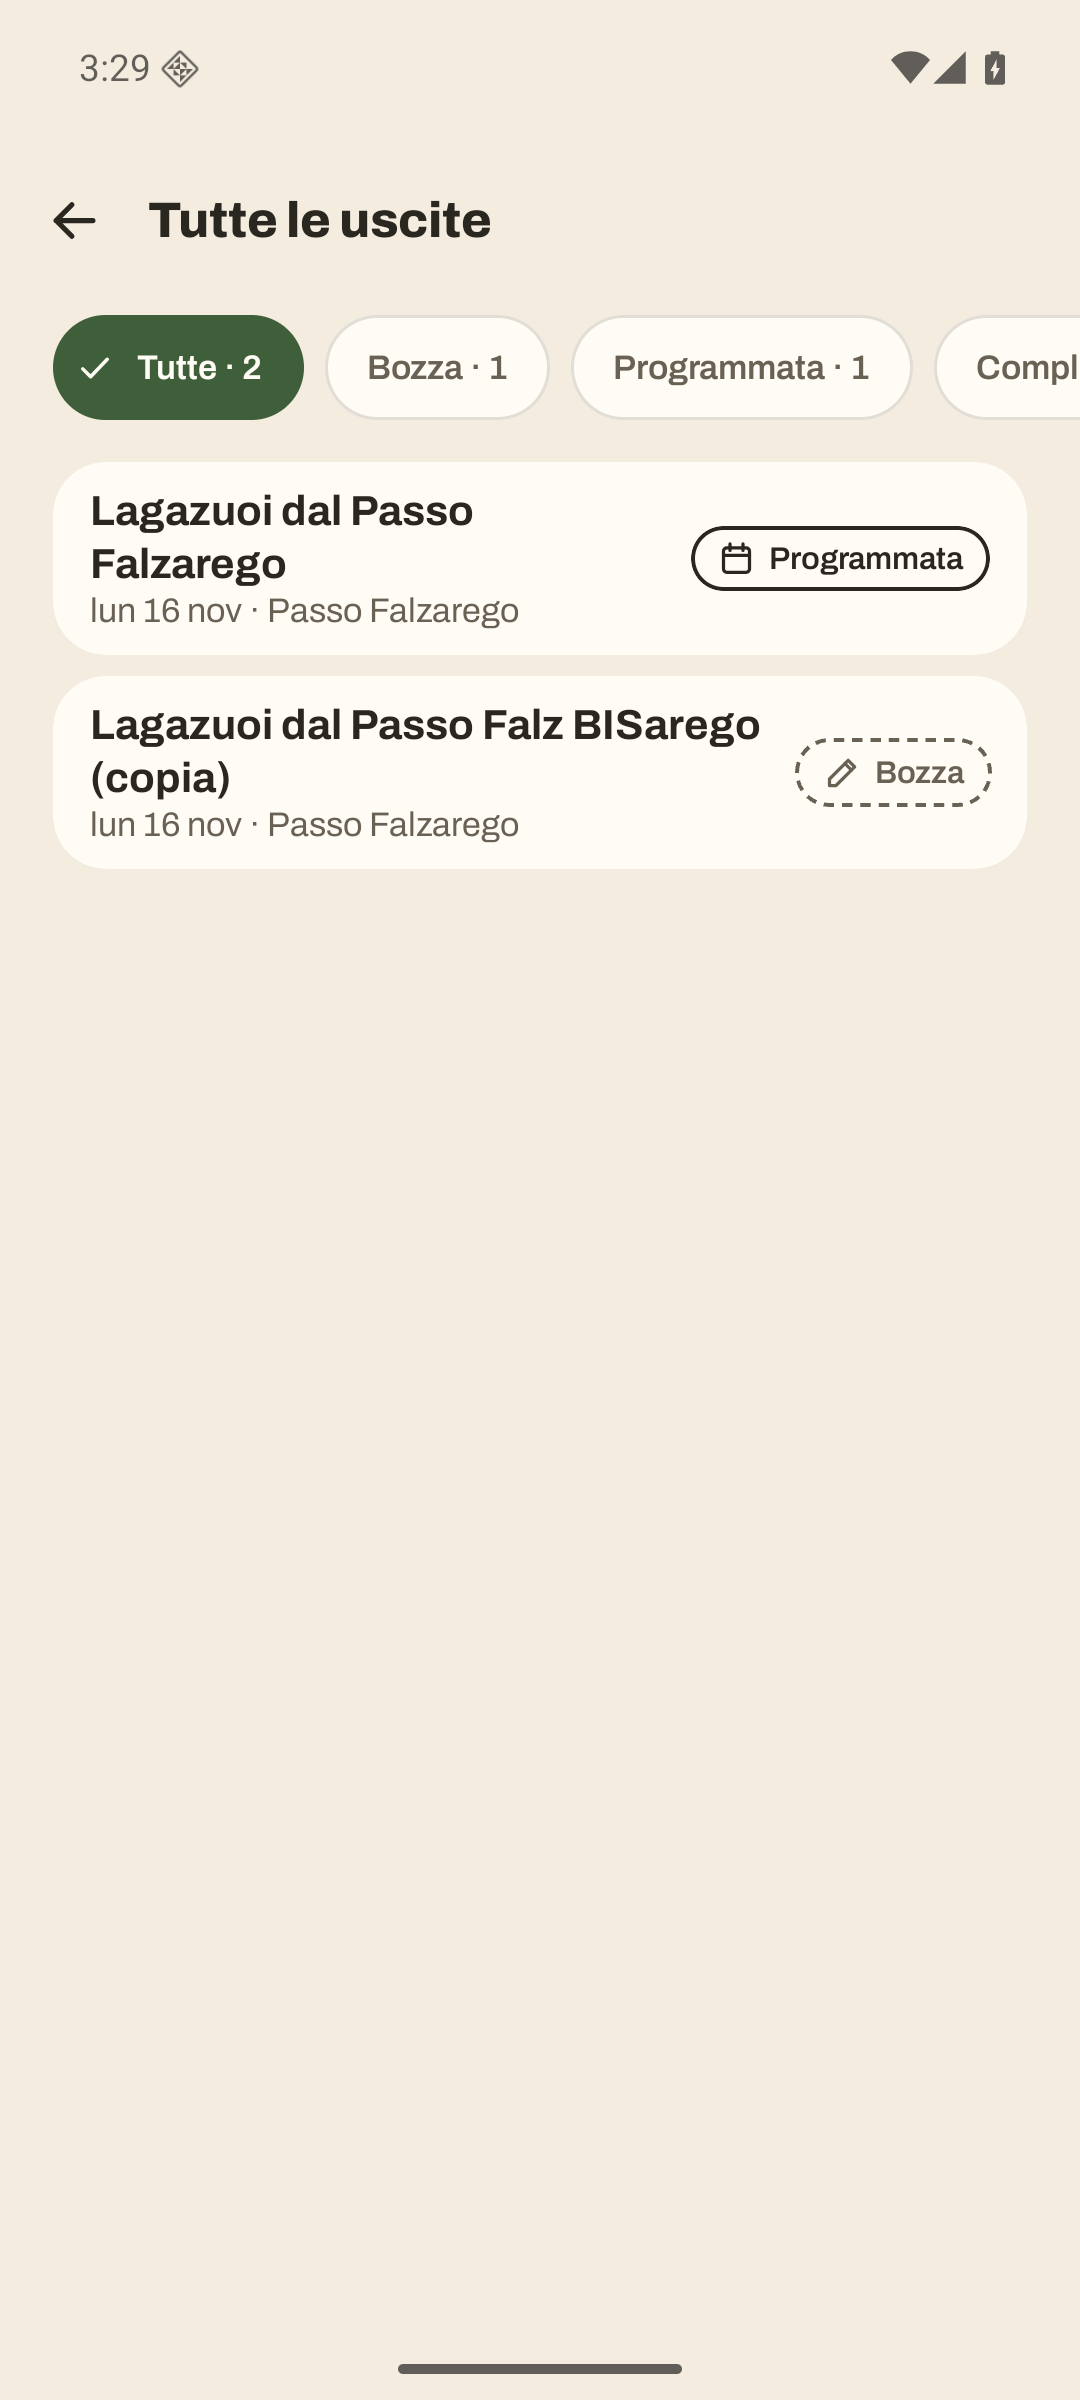 3:29
Tutte le uscite
Tutte · 2
Bozza · 1
Programmata · 1
Compl
Lagazuoi dal Passo
Falzarego
lun 16 nov · Passo Falzarego
Programmata
Lagazuoi dal Passo Falz BISarego
(copia)
lun 16 nov · Passo Falzarego
Bozza